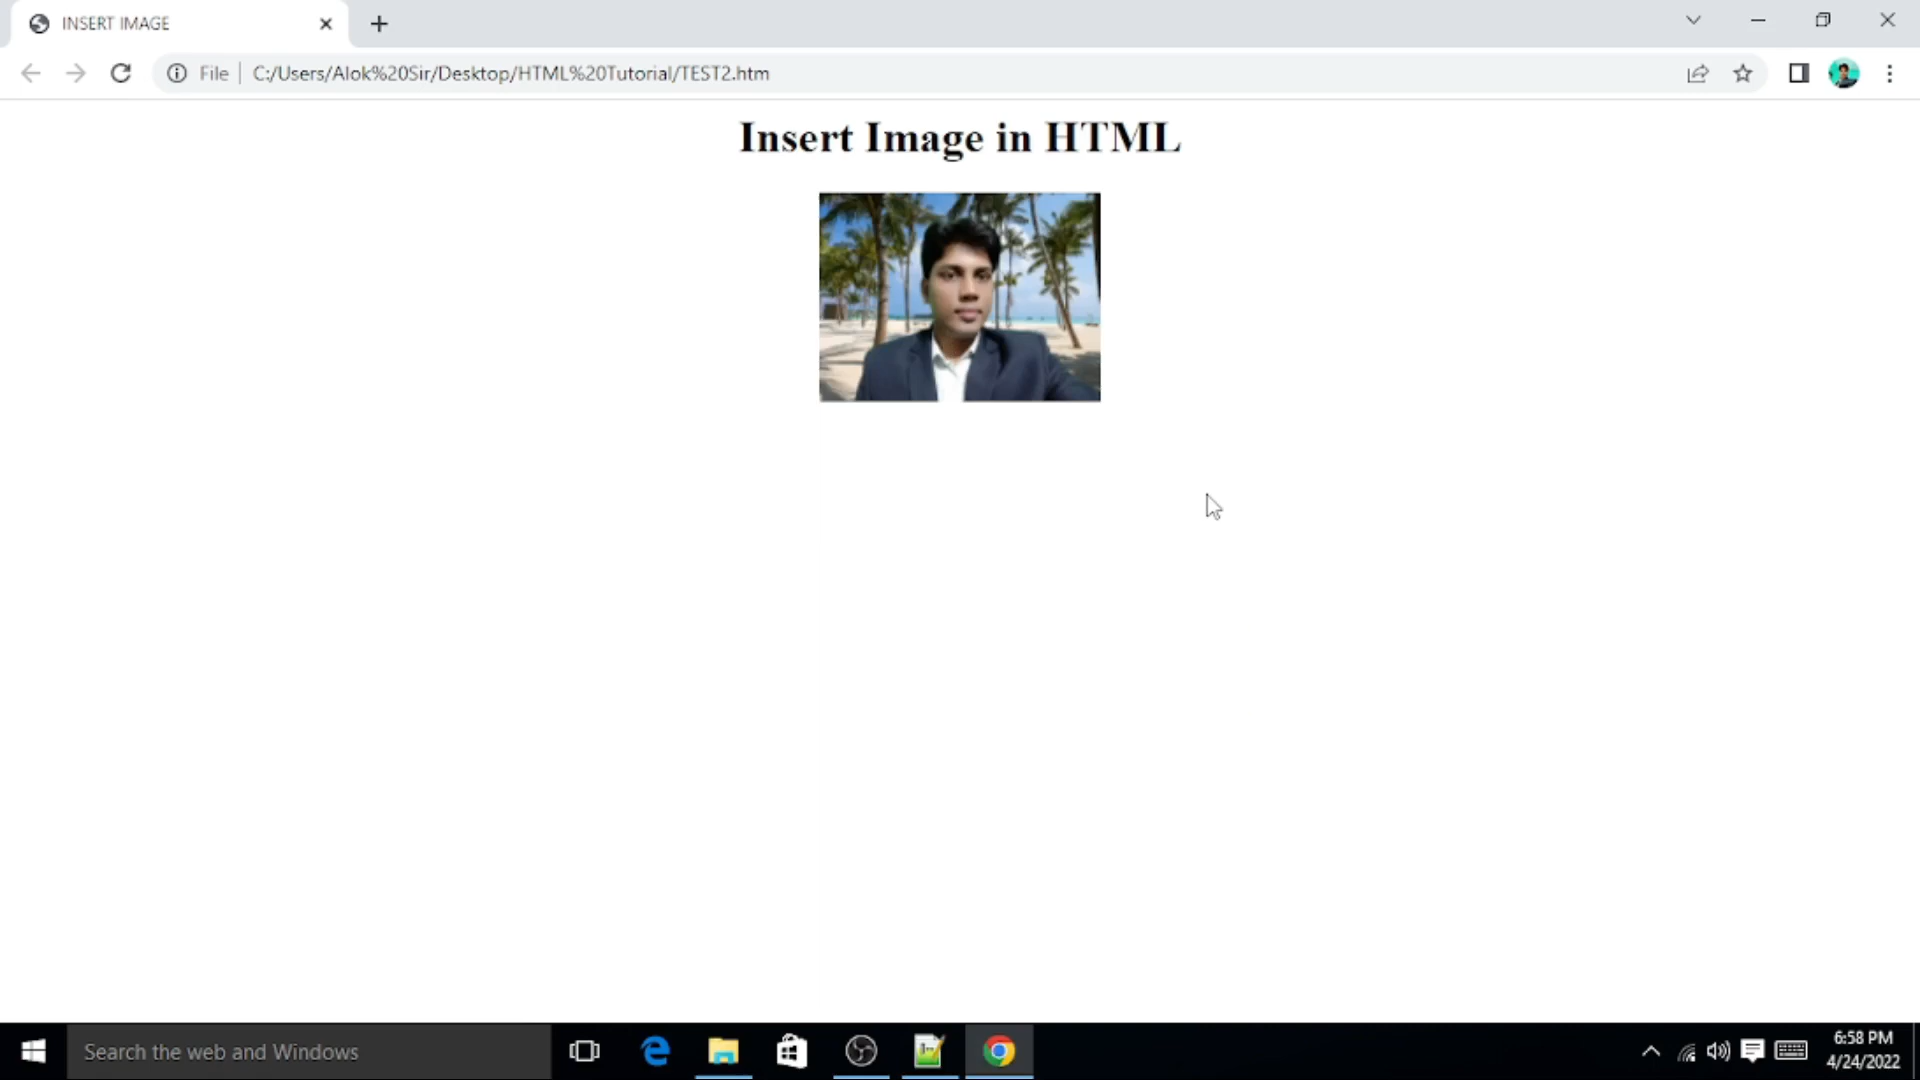 INSERT IMAGE
File C:/Users/Alok%20Sir/Desktop/HTML%20Tutorial/TEST2.htm
Insert Image in HTML
Search the web and Windows
6:58 PM
4/24/2022